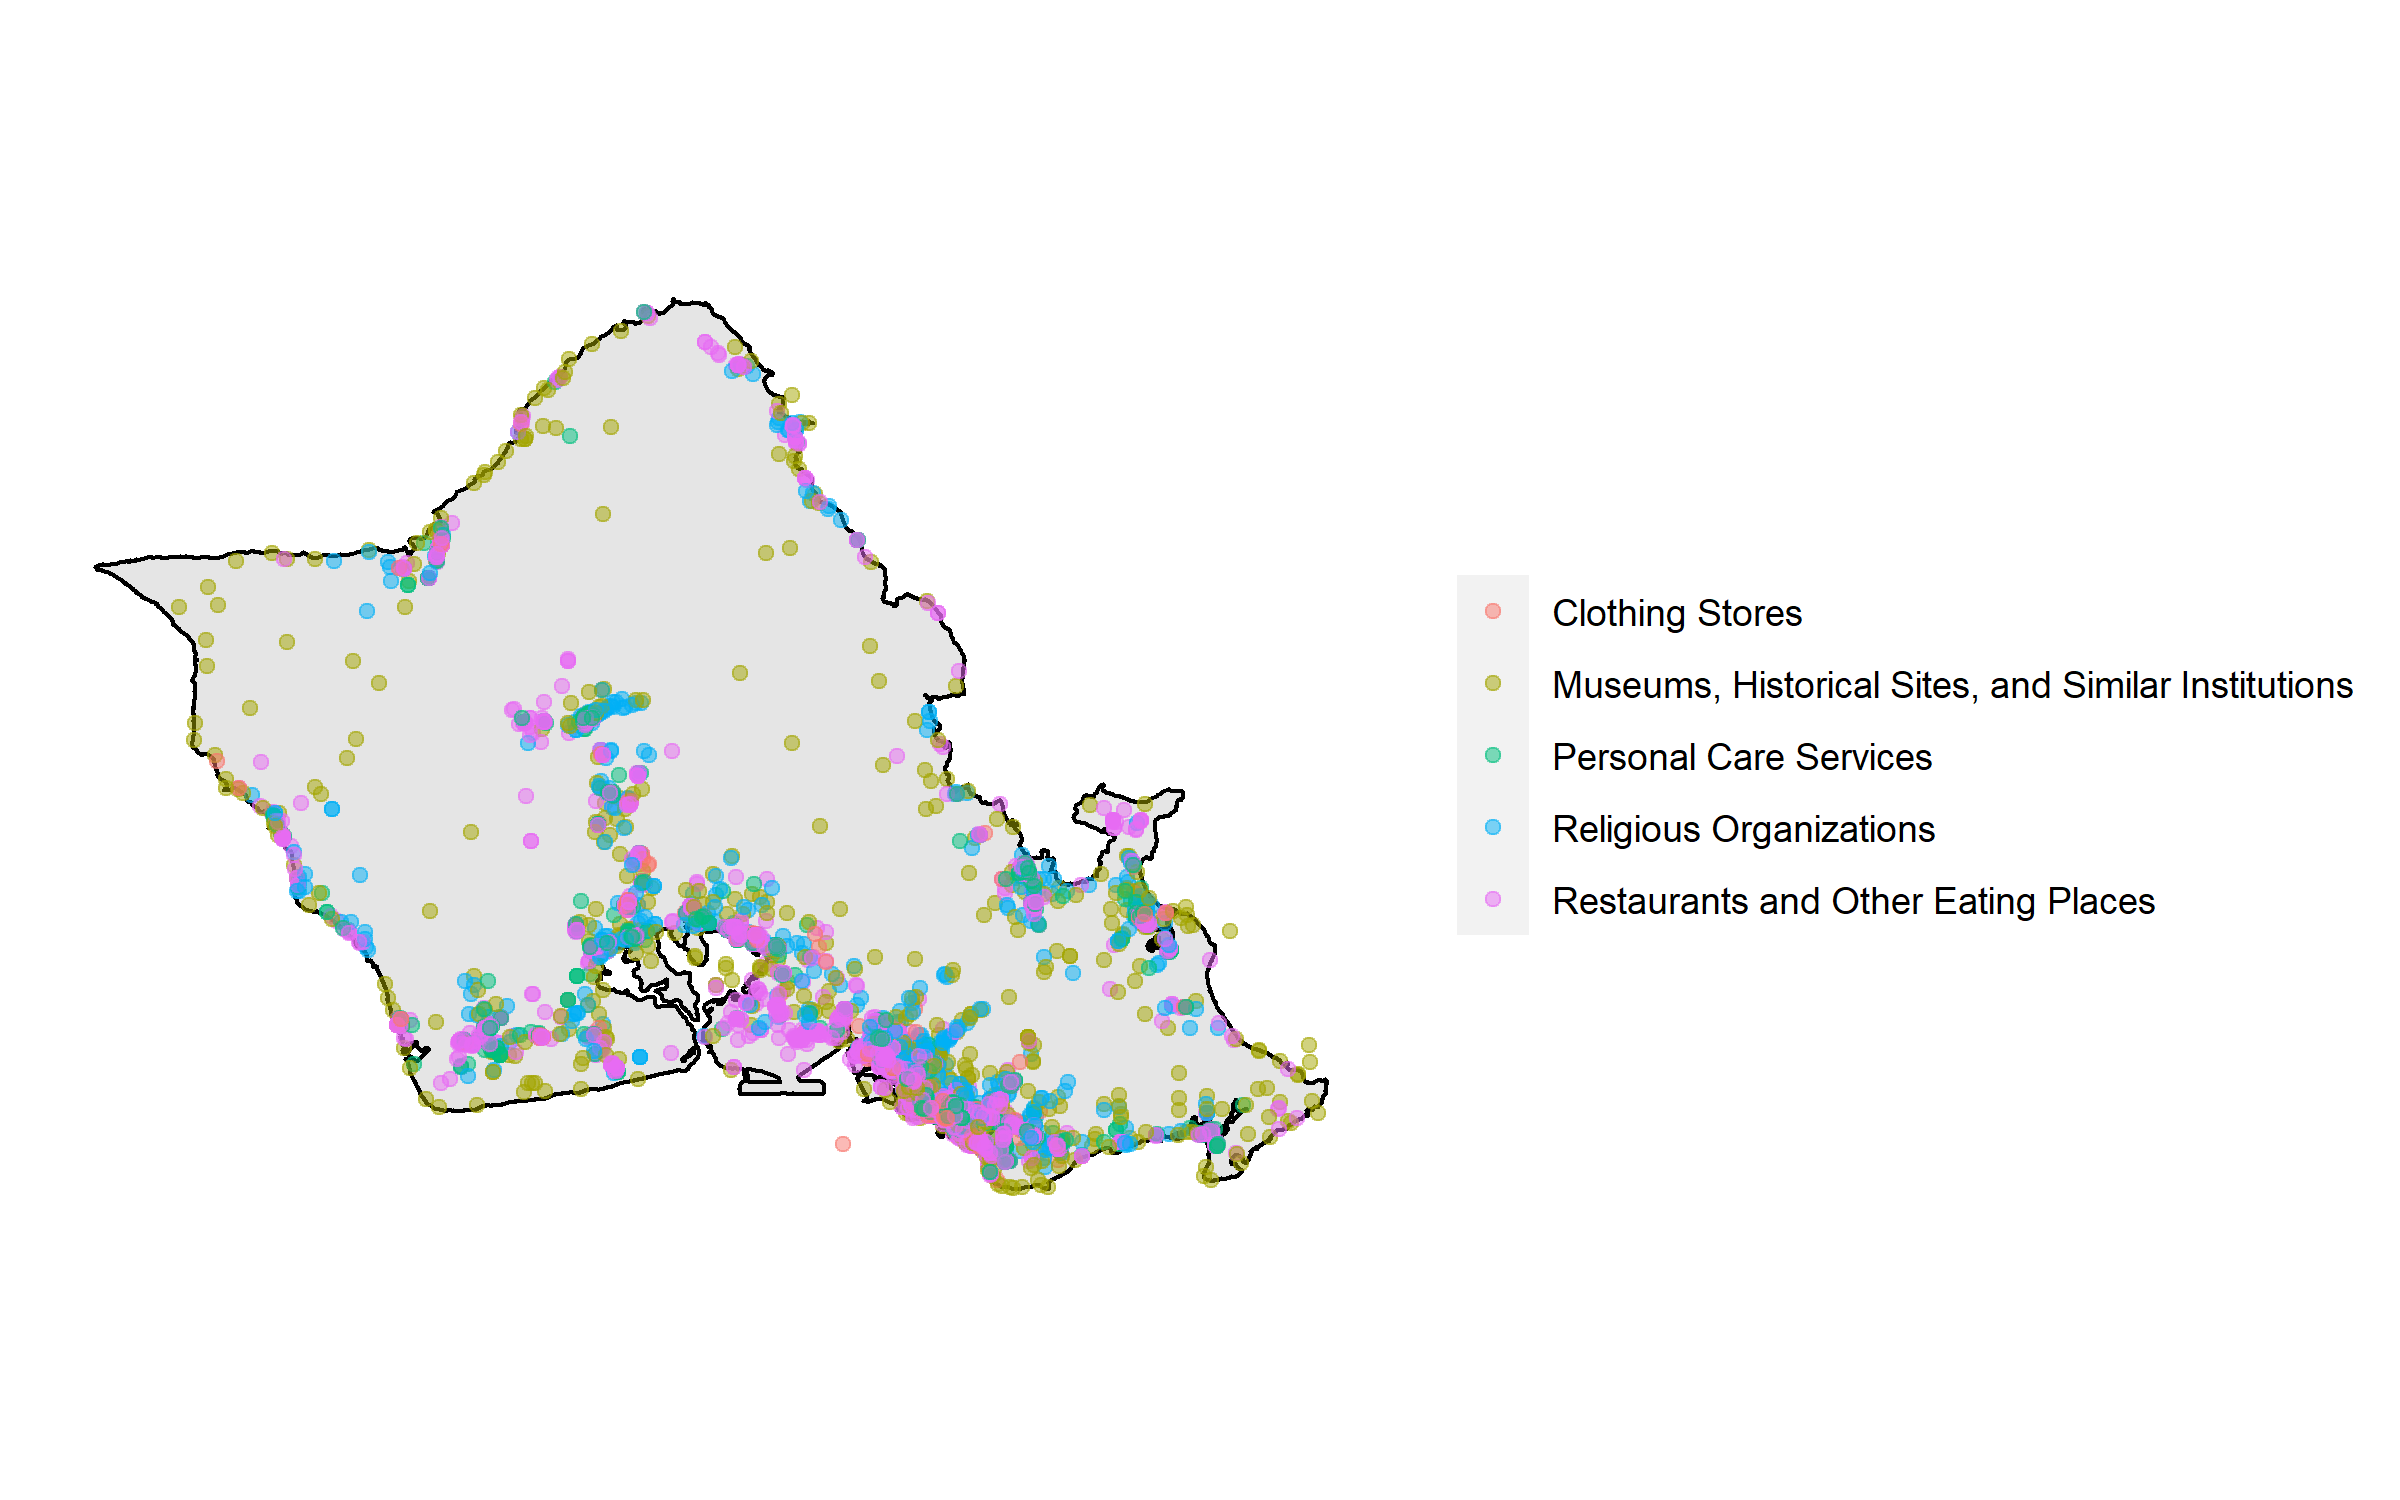 Clothing Stores
Museums, Historical Sites, and Similar Institutions
Personal Care Services
Religious Organizations
Restaurants and Other Eating Places